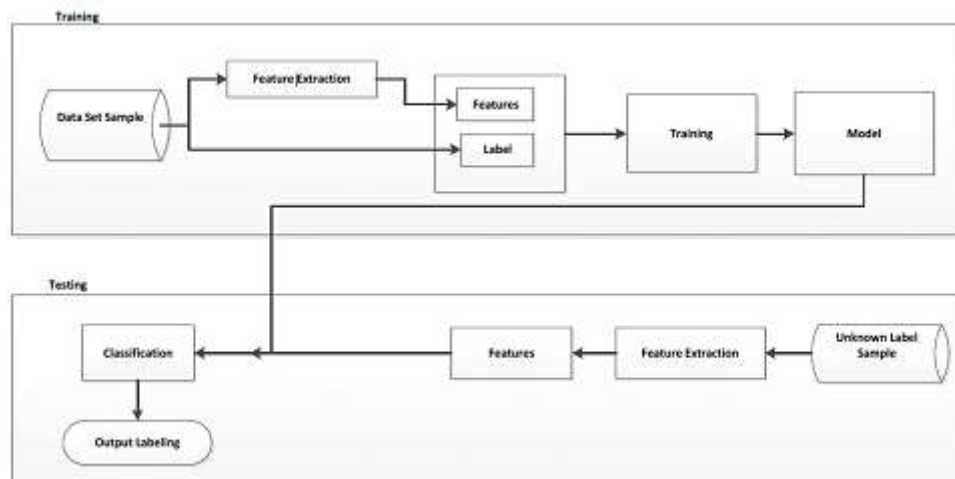 Training
Feature Extraction
Data Set Sample
Features
Label
Training
Model
Testing
Classification
Features
Feature Extraction
Unknown Label
Sample
Output Labeling